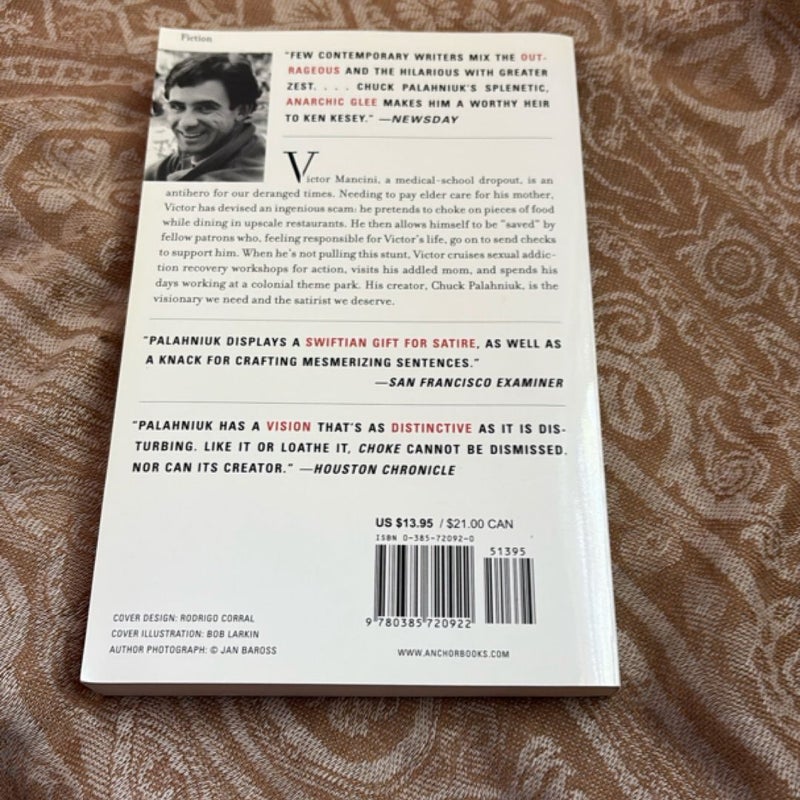 Fiction
"FEW CONTEMPORARY WRITERS MIX THE OUT-
RAGEOUS AND THE HILARIOUS WITH GREATER
ZEST. . . . CHUCK PALAHNIUK'S SPLENETIC,
ANARCHIC GLEE MAKES HIM A WORTHY HEIR
TO KEN KESEY." —NEWSDAY
Victor Mancini, a medical-school dropout, is an
antihero for our deranged times. Needing to pay elder care for his mother,
Victor has devised an ingenious scam: he pretends to choke on pieces of food
while dining in upscale restaurants. He then allows himself to be "saved" by
fellow patrons who, feeling responsible for Victor's life, go on to send checks
to support him. When he's not pulling this stunt, Victor cruises sexual addic-
tion recovery workshops for action, visits his addled mom, and spends his
days working at a colonial theme park. His creator, Chuck Palahniuk, is the
visionary we need and the satirist we deserve.
"PALAHNIUK DISPLAYS A SWIFTIAN GIFT FOR SATIRE, AS WELL AS
A KNACK FOR CRAFTING MESMERIZING SENTENCES."
—SAN FRANCISCO EXAMINER
"PALAHNIUK HAS A VISION THAT'S AS DISTINCTIVE AS IT IS DIS-
TURBING. LIKE IT OR LOATHE IT, CHOKE CANNOT BE DISMISSED.
NOR CAN ITS CREATOR." —HOUSTON CHRONICLE
US $13.95 / $21.00 CAN
ISBN 0-385-72092-0
51395
9 780385 720922
COVER DESIGN: RODRIGO CORRAL
COVER ILLUSTRATION: BOB LARKIN
AUTHOR PHOTOGRAPH: © JAN BAROSS
WWW.ANCHORBOOKS.COM